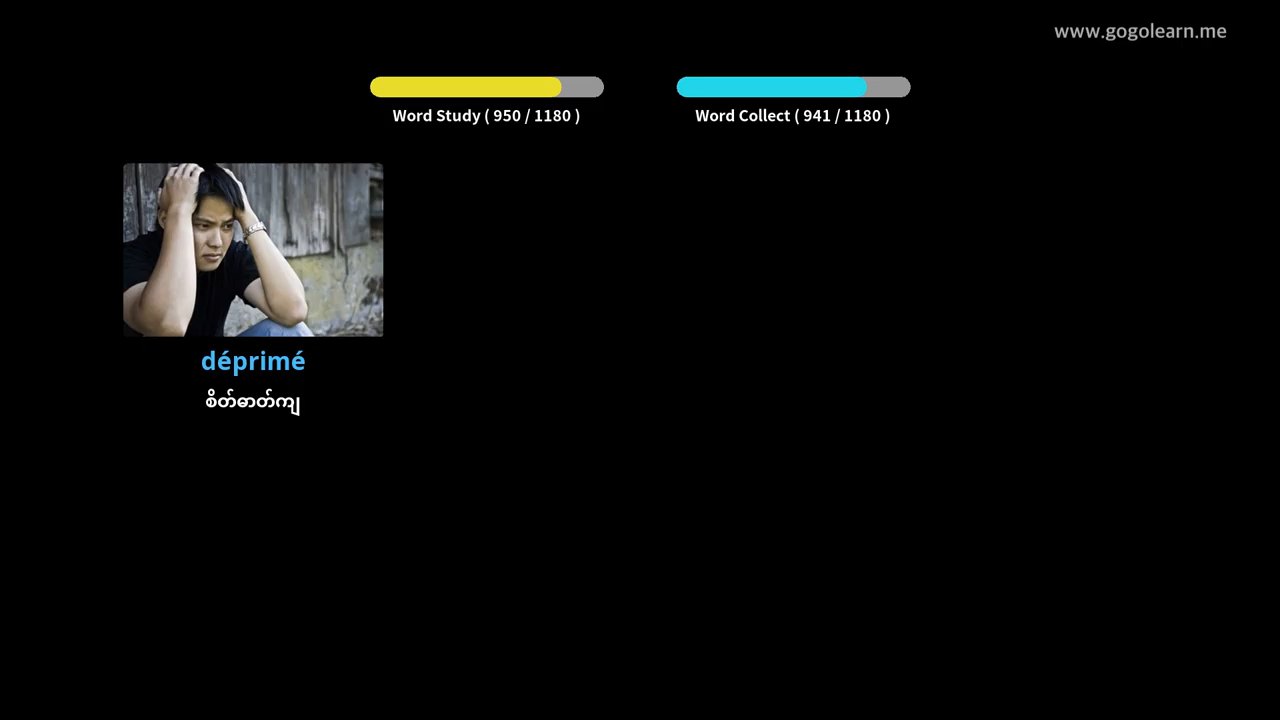 www.gogolearn.me
Word Study ( 950 / 1180 )
Word Collect ( 941 / 1180 )
déprimé
စိတ်ဓာတ်ကျ